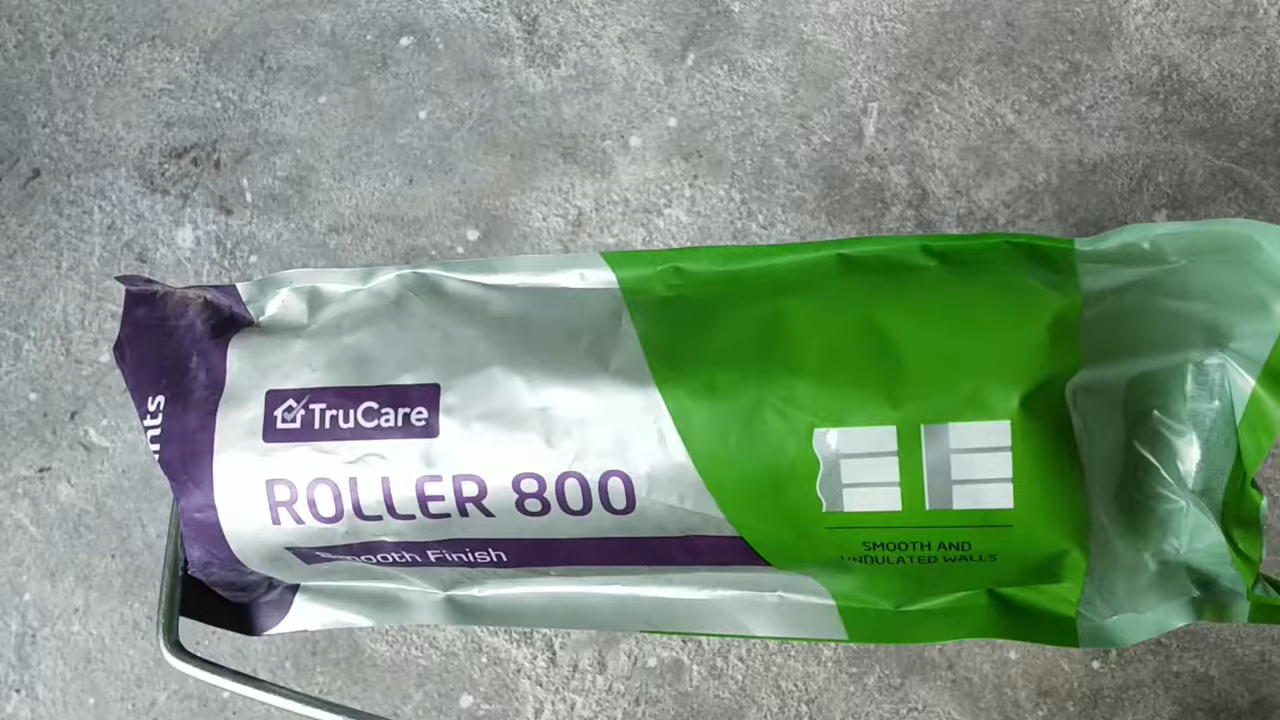 TruCare
ROLLER 800
Smooth Finish
SMOOTH AND
UNDULATED WALLS